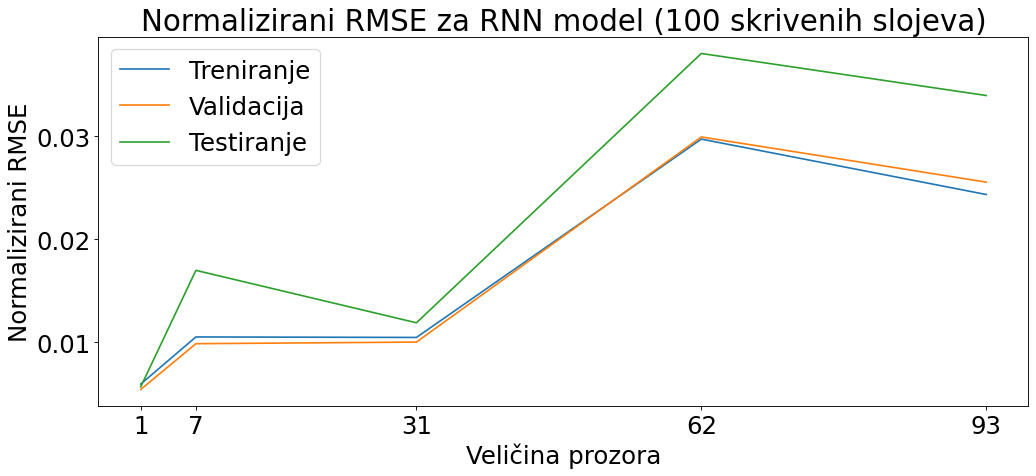 Normalizirani RMSE za RNN model (100 skrivenih slojeva)
Treniranje
Validacija
Testiranje
Normalizirani RMSE
0.03
0.02
0.01
1 7 31 62 93
Veličina prozora